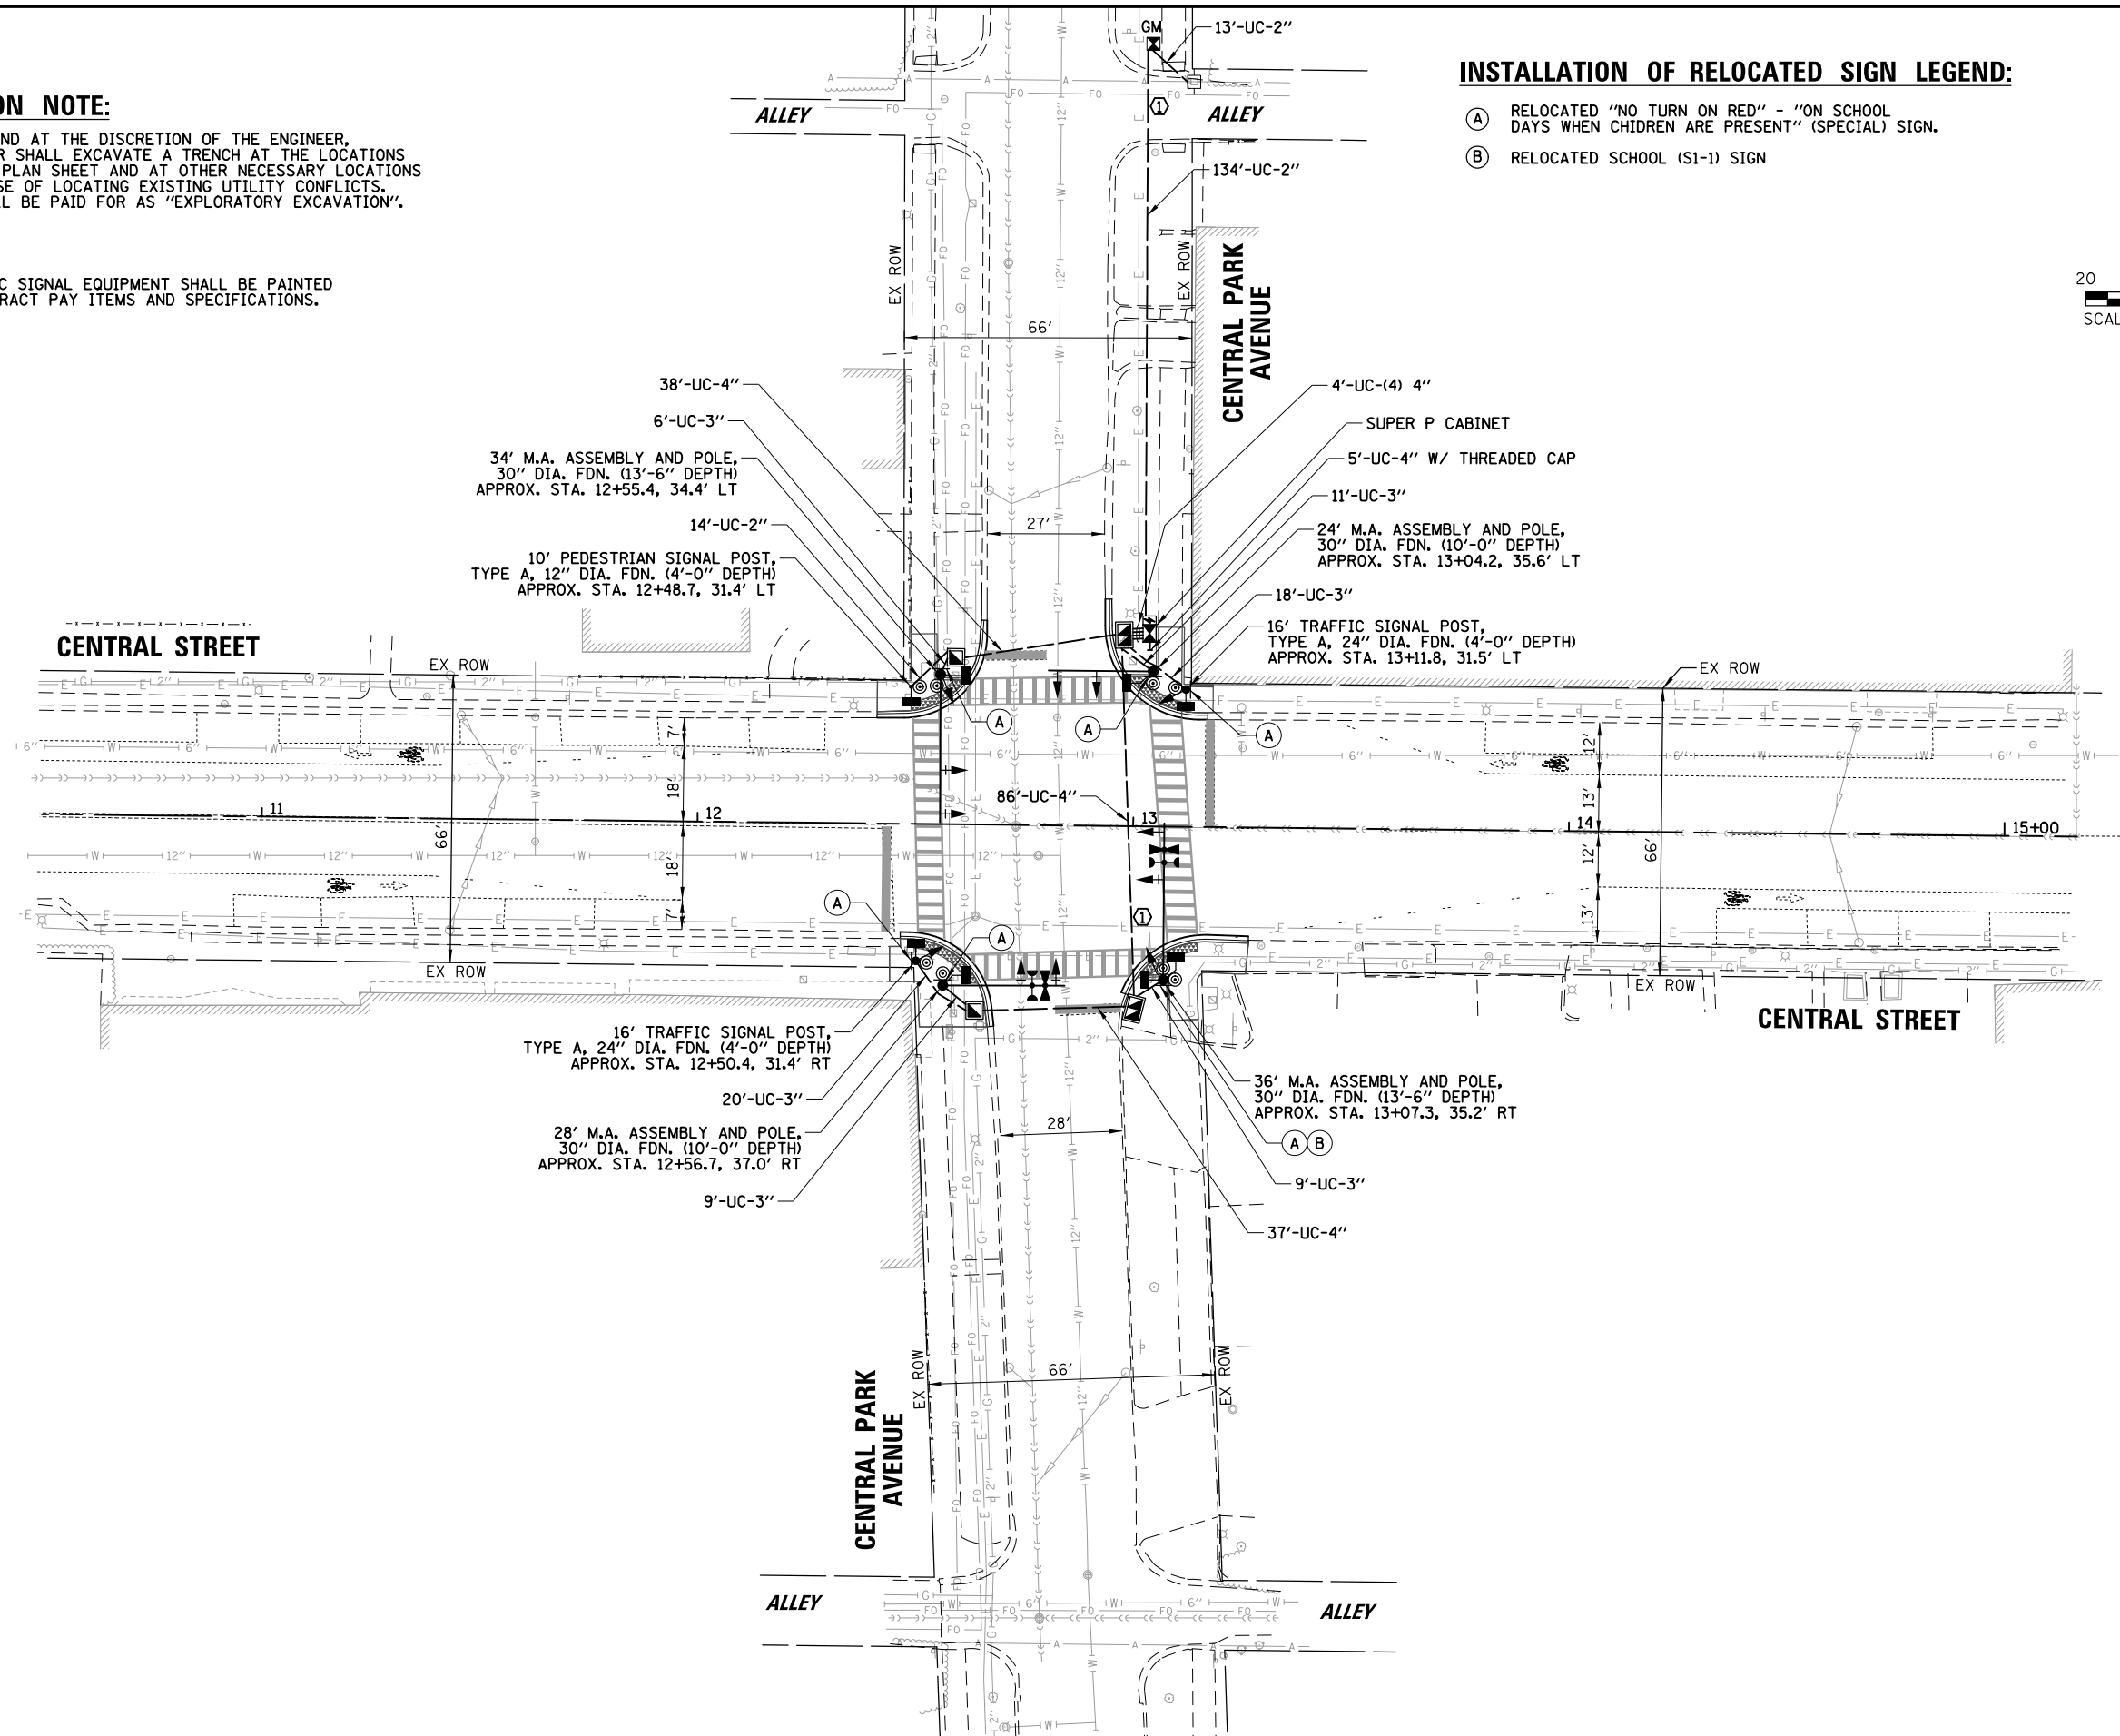 ON NOTE:
ND AT THE DISCRETION OF THE ENGINEER,
R SHALL EXCAVATE A TRENCH AT THE LOCATIONS
PLAN SHEET AND AT OTHER NECESSARY LOCATIONS
SE OF LOCATING EXISTING UTILITY CONFLICTS.
L BE PAID FOR AS "EXPLORATORY EXCAVATION".
C SIGNAL EQUIPMENT SHALL BE PAINTED
RACT PAY ITEMS AND SPECIFICATIONS.
INSTALLATION OF RELOCATED SIGN LEGEND:
A RELOCATED "NO TURN ON RED" - "ON SCHOOL
DAYS WHEN CHIDREN ARE PRESENT" (SPECIAL) SIGN.
B RELOCATED SCHOOL (S1-1) SIGN
20
SCAL
GM
13'-UC-2"
ALLEY
1
ALLEY
134'-UC-2"
EX ROW
EX ROW
CENTRAL PARK
AVENUE
66'
38'-UC-4"
6'-UC-3"
34' M.A. ASSEMBLY AND POLE,
30" DIA. FDN. (13'-6" DEPTH)
APPROX. STA. 12+55.4, 34.4' LT
14'-UC-2"
10' PEDESTRIAN SIGNAL POST,
TYPE A, 12" DIA. FDN. (4'-0" DEPTH)
APPROX. STA. 12+48.7, 31.4' LT
27'
4'-UC-(4) 4"
SUPER P CABINET
5'-UC-4" W/ THREADED CAP
11'-UC-3"
24' M.A. ASSEMBLY AND POLE,
30" DIA. FDN. (10'-0" DEPTH)
APPROX. STA. 13+04.2, 35.6' LT
18'-UC-3"
16' TRAFFIC SIGNAL POST,
TYPE A, 24" DIA. FDN. (4'-0" DEPTH)
APPROX. STA. 13+11.8, 31.5' LT
CENTRAL STREET
EX ROW
EX ROW
A
A
A
7'
18'
66'
18'
7'
11
12
86'-UC-4"
13
14
15+00
12'
13'
66'
12'
13'
A
A
1
EX ROW
EX ROW
CENTRAL STREET
16' TRAFFIC SIGNAL POST,
TYPE A, 24" DIA. FDN. (4'-0" DEPTH)
APPROX. STA. 12+50.4, 31.4' RT
20'-UC-3"
28' M.A. ASSEMBLY AND POLE,
30" DIA. FDN. (10'-0" DEPTH)
APPROX. STA. 12+56.7, 37.0' RT
9'-UC-3"
28'
36' M.A. ASSEMBLY AND POLE,
30" DIA. FDN. (13'-6" DEPTH)
APPROX. STA. 13+07.3, 35.2' RT
A B
9'-UC-3"
37'-UC-4"
66'
EX ROW
EX ROW
CENTRAL PARK
AVENUE
ALLEY
ALLEY